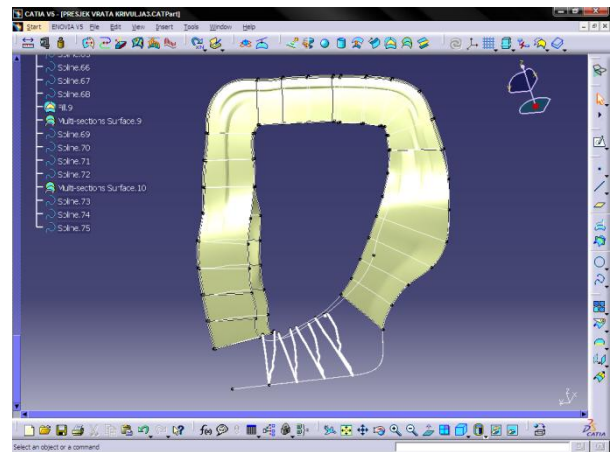 CATIA V5 - [PRESJEK VRATA KRIVULJA3.CATPart]
Start ENOVIA V5 File Edit View Insert Tools Window Help
Spline.66
Spline.67
Spline.68
Fill.9
Multi-sections Surface.9
Spline.69
Spline.70
Spline.71
Spline.72
Multi-sections Surface.10
Spline.73
Spline.74
Spline.75
CATIA
Select an object or a command